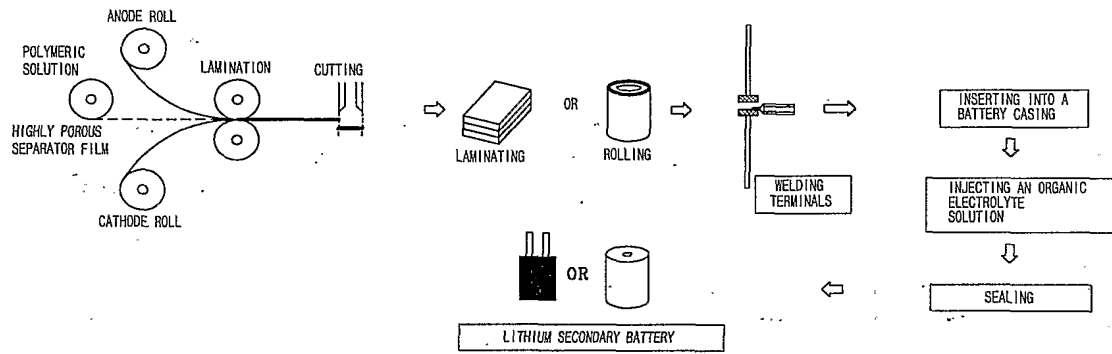 ANODE ROLL
POLYMERIC
SOLUTION
LAMINATION
CUTTING
HIGHLY POROUS
SEPARATOR FILM
CATHODE ROLL
OR
LAMINATING
ROLLING
WELDING
TERMINALS
INSERTING INTO A
BATTERY CASING
INJECTING AN ORGANIC
ELECTROLYTE
SOLUTION
SEALING
OR
LITHIUM SECONDARY BATTERY